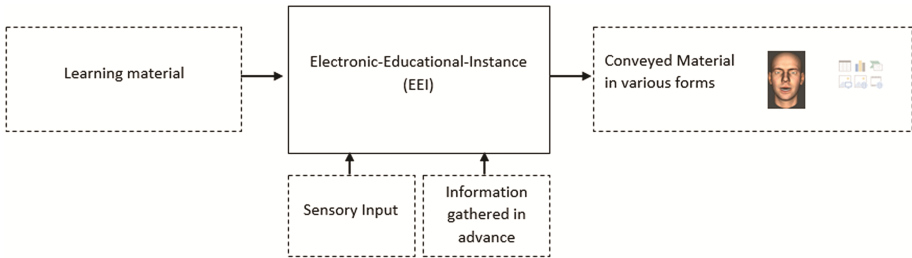 Learning material
Electronic-Educational-Instance
(EEI)
Conveyed Material
in various forms
Sensory Input
Information
gathered in
advance